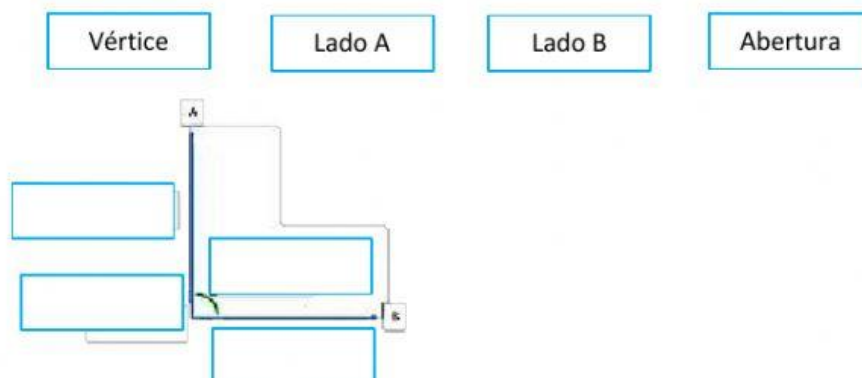 Vértice
Lado A
Lado B
Abertura
A
B